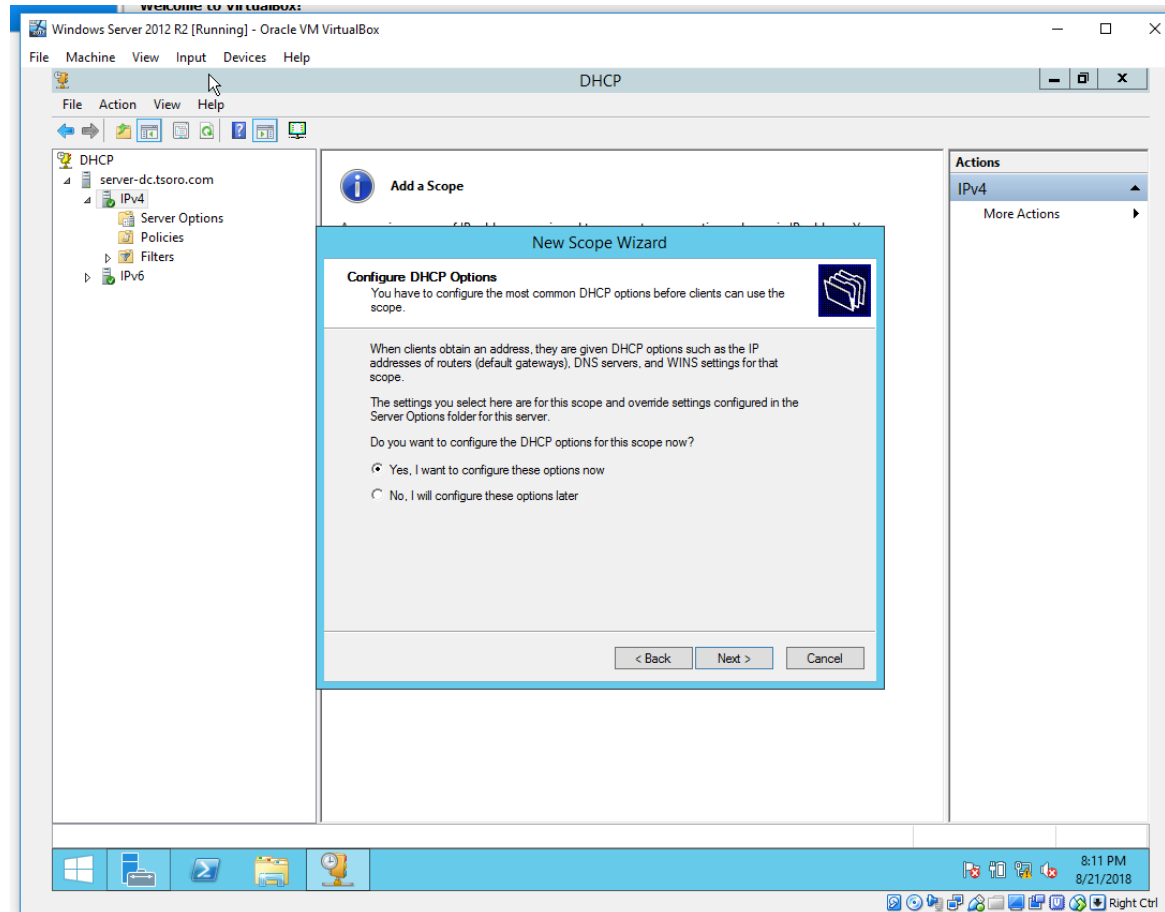 Welcome to VirtualBox!
Windows Server 2012 R2 [Running] - Oracle VM VirtualBox
File Machine View Input Devices Help
DHCP
File Action View Help
DHCP
server-dc.tsoro.com
IPv4
Server Options
Policies
Filters
IPv6
Add a Scope
Actions
IPv4
More Actions
New Scope Wizard
Configure DHCP Options
You have to configure the most common DHCP options before clients can use the
scope.
When clients obtain an address, they are given DHCP options such as the IP
addresses of routers (default gateways), DNS servers, and WINS settings for that
scope.
The settings you select here are for this scope and override settings configured in the
Server Options folder for this server.
Do you want to configure the DHCP options for this scope now?
Yes, I want to configure these options now
No, I will configure these options later
< Back Next > Cancel
8:11 PM
8/21/2018
Right Ctrl